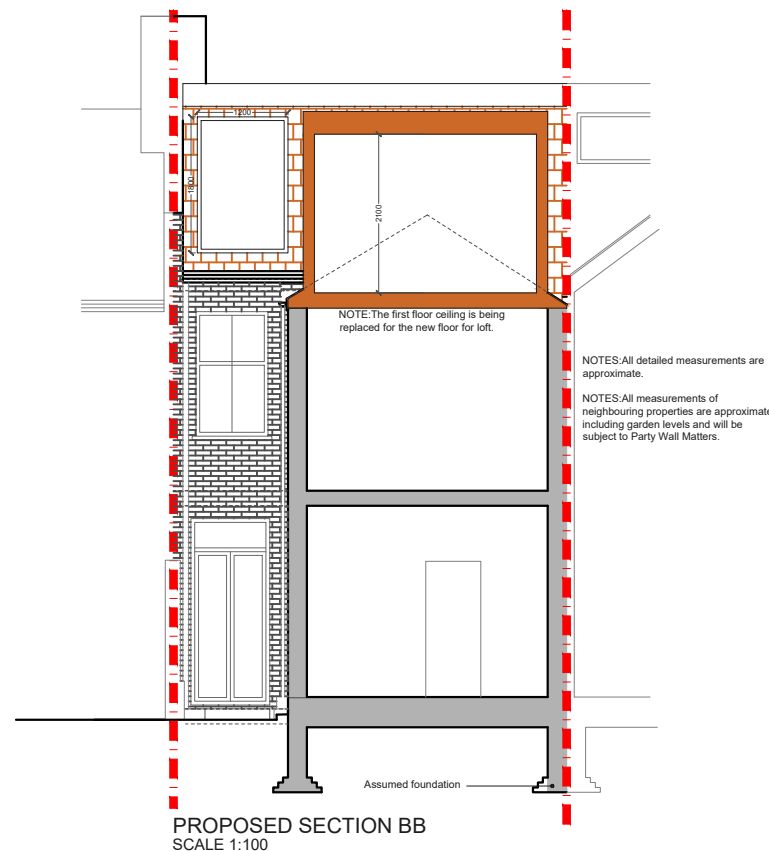 1200
1800
2100
NOTE:The first floor ceiling is being
replaced for the new floor for loft.
NOTES:All detailed measurements are
approximate.
NOTES:All measurements of
neighbouring properties are approximate
including garden levels and will be
subject to Party Wall Matters.
Assumed foundation
PROPOSED SECTION BB
SCALE 1:100